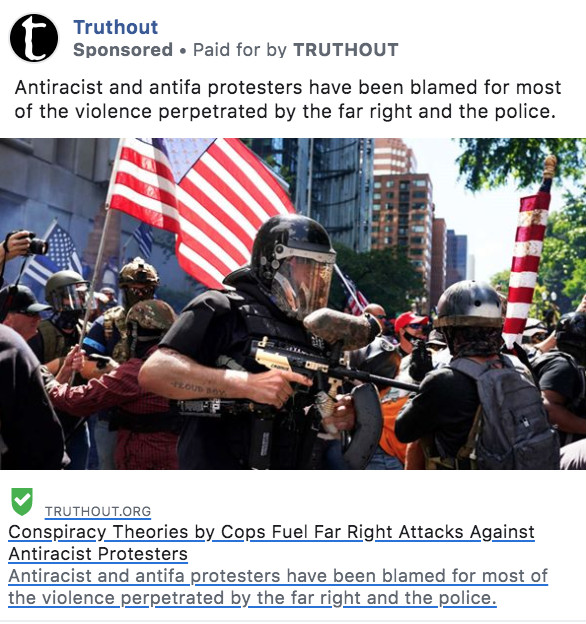 Truthout
Sponsored • Paid for by TRUTHOUT
Antiracist and antifa protesters have been blamed for most
of the violence perpetrated by the far right and the police.
PROUD BOY
TRUTHOUT.ORG
Conspiracy Theories by Cops Fuel Far Right Attacks Against
Antiracist Protesters
Antiracist and antifa protesters have been blamed for most of
the violence perpetrated by the far right and the police.